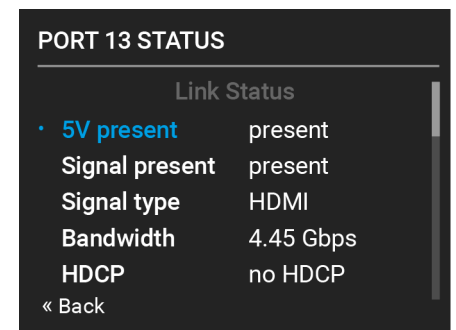 PORT 13 STATUS
Link Status
• 5V present present
Signal present present
Signal type HDMI
Bandwidth 4.45 Gbps
HDCP no HDCP
« Back